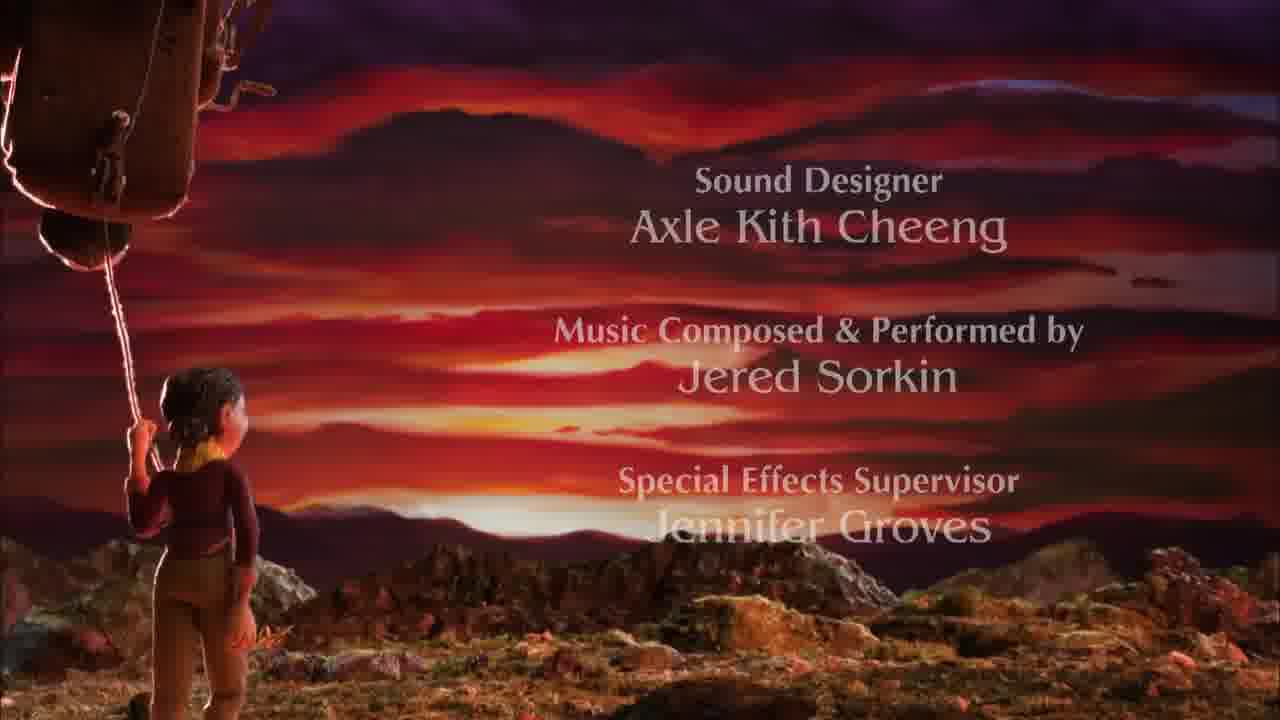 Sound Designer
Axle Kith Cheeng
Music Composed & Performed by
Jered Sorkin
Special Effects Supervisor
Jennifer Groves